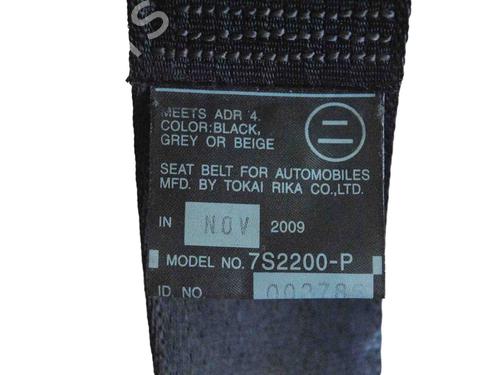 MEETS ADR 4.
COLOR:BLACK,
GREY OR BEIGE
SEAT BELT FOR AUTOMOBILES
MFD. BY TOKAI RIKA CO.,LTD.
IN NOV 2009
MODEL NO. 7S2200-P
ID. NO